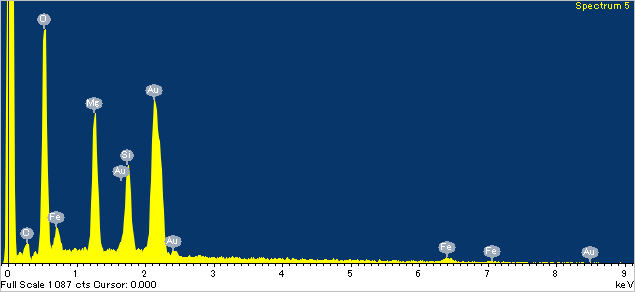 Spectrum 5
O
Au
Mg
Si
Au
Fe
O
Au
Fe
Fe
Au
0 1 2 3 4 5 6 7 8 9
Full Scale 1087 cts Cursor: 0.000 keV